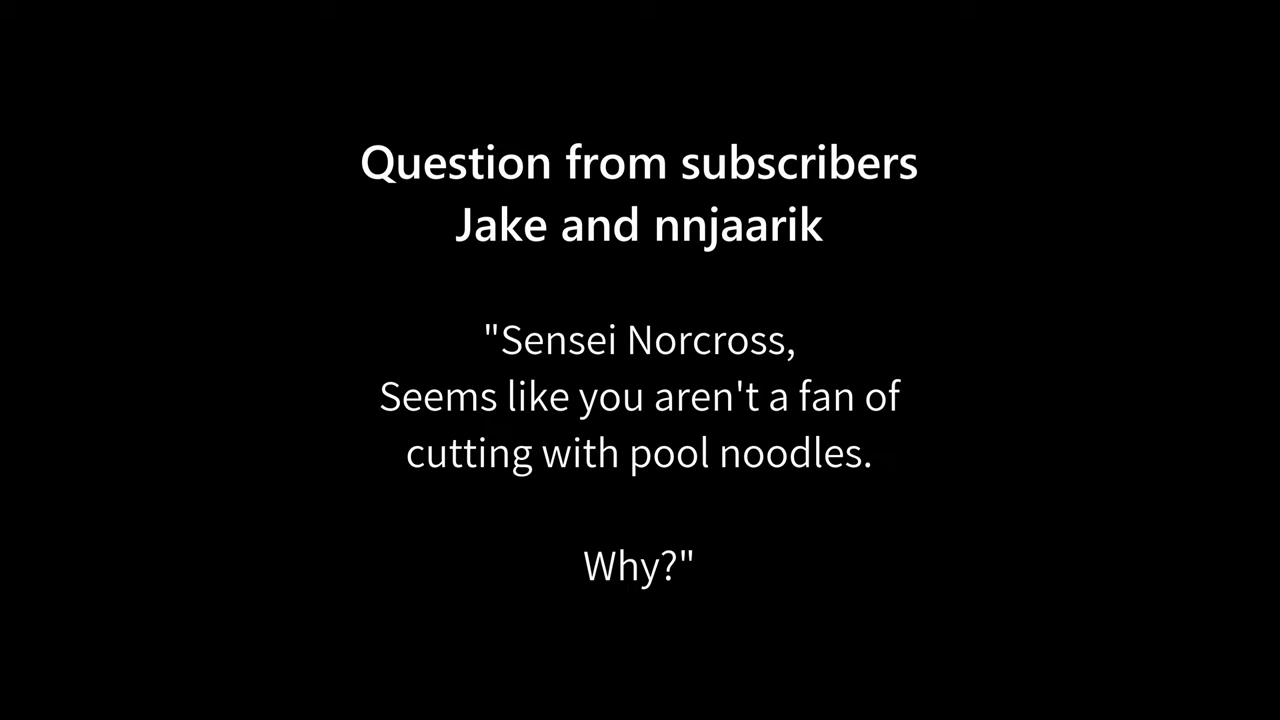 Question from subscribers
Jake and nnjaarik
"Sensei Norcross,
Seems like you aren't a fan of
cutting with pool noodles.
Why?"